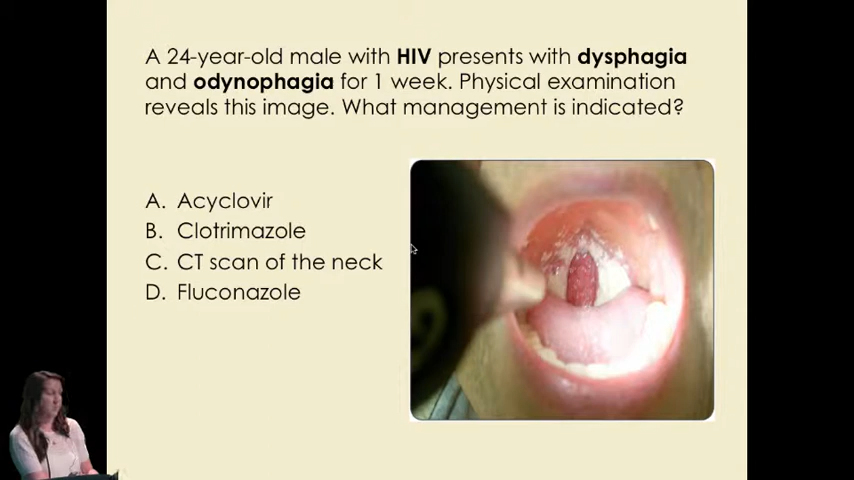 A 24-year-old male with HIV presents with dysphagia
and odynophagia for 1 week. Physical examination
reveals this image. What management is indicated?
A. Acyclovir
B. Clotrimazole
C. CT scan of the neck
D. Fluconazole